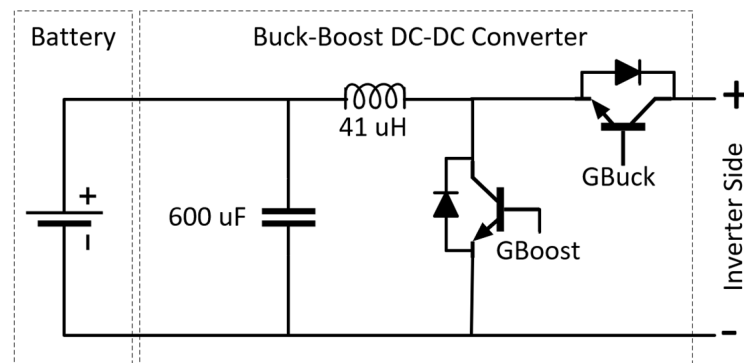 Battery
Buck-Boost DC-DC Converter
41 uH
+
GBuck
+
600 uF
GBoost
Inverter Side
-
-